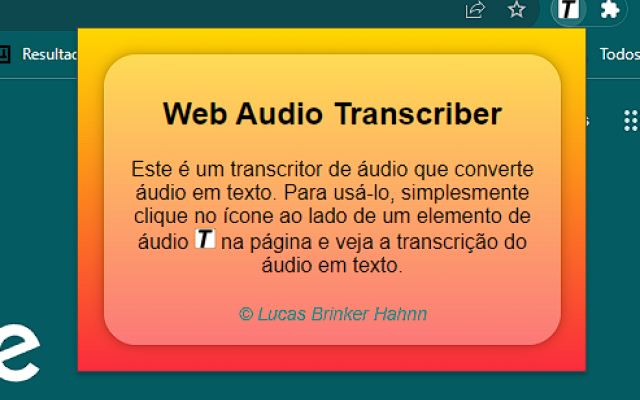 T
Resultad
Todos
Web Audio Transcriber
Este é um transcritor de áudio que converte
áudio em texto. Para usá-lo, simplesmente
clique no ícone ao lado de um elemento de
áudio T na página e veja a transcrição do
áudio em texto.
© Lucas Brinker Hahnn
e